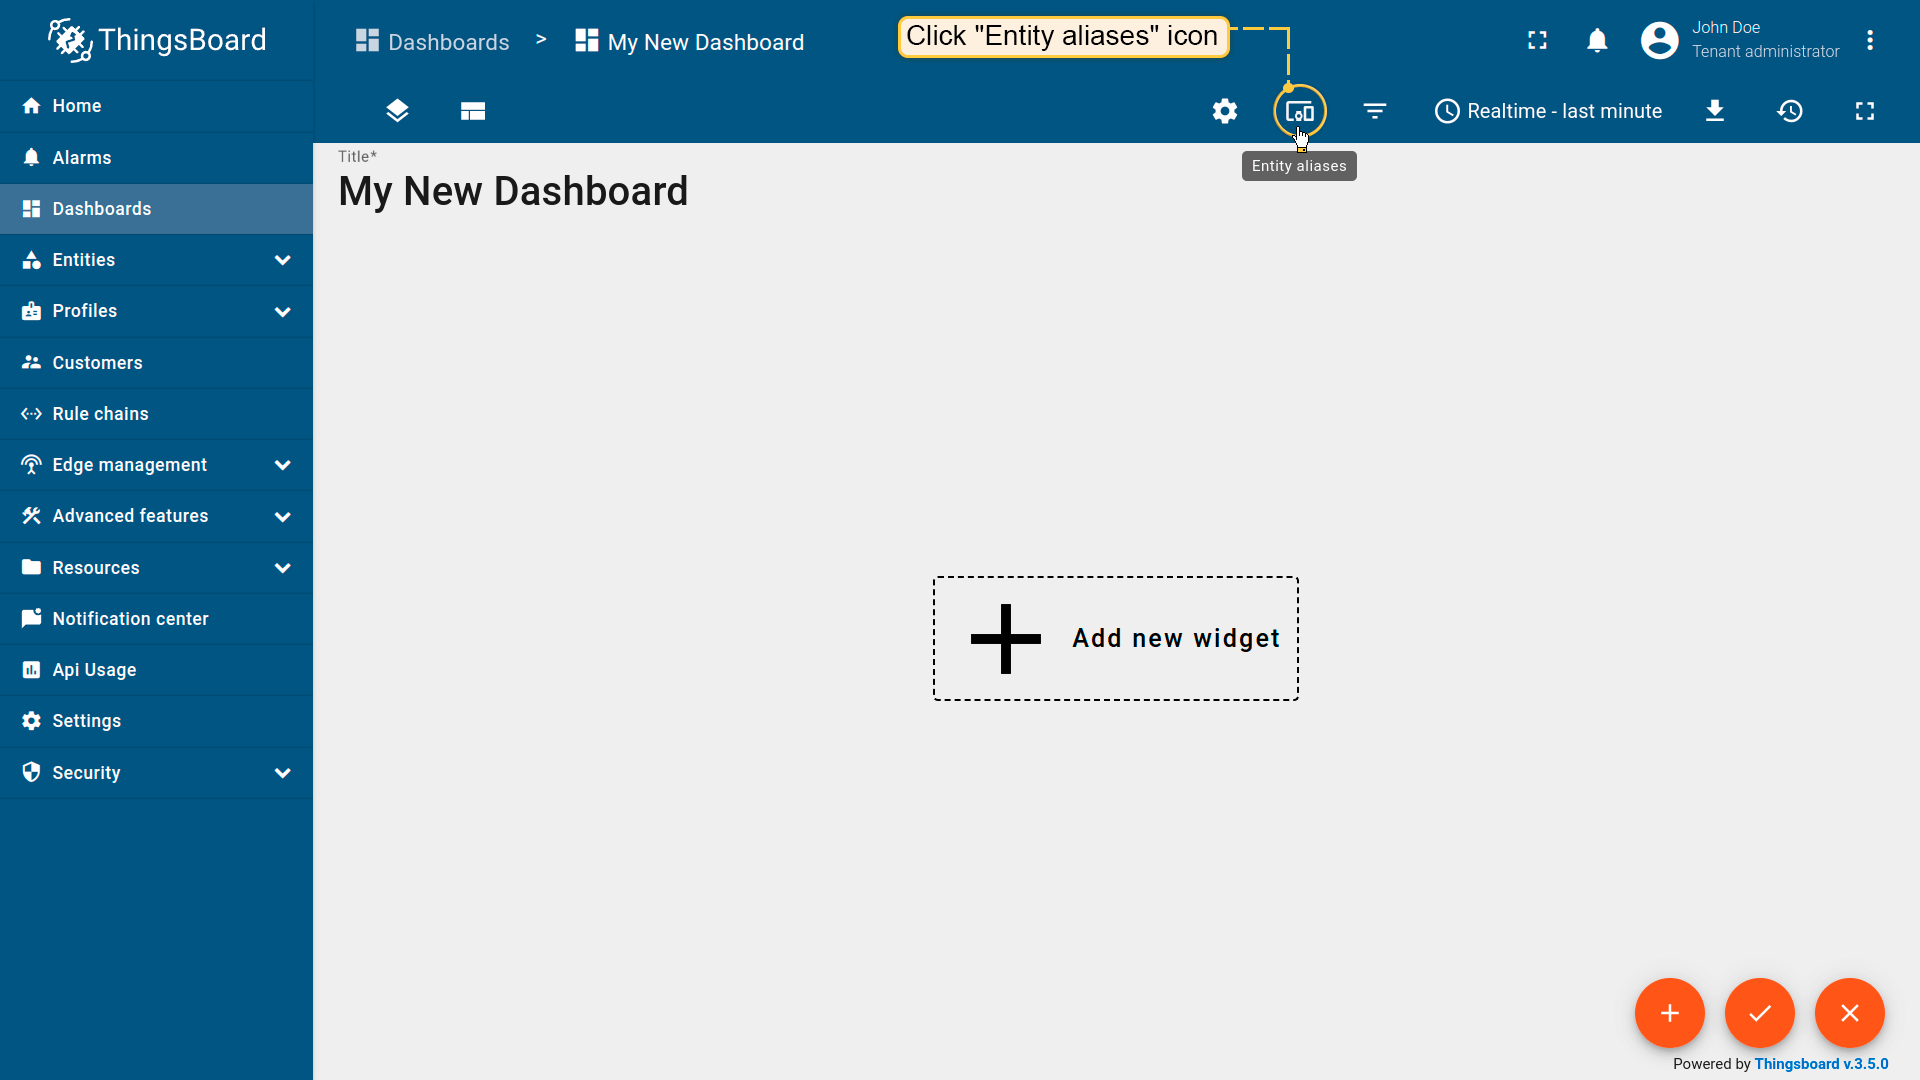 ThingsBoard
Dashboards > My New Dashboard
Click "Entity aliases" icon
John Doe
Tenant administrator
Realtime - last minute
Entity aliases
Home
Alarms
Dashboards
Entities
Profiles
Customers
Rule chains
Edge management
Advanced features
Resources
Notification center
Api Usage
Settings
Security
Title*
My New Dashboard
Add new widget
Powered by Thingsboard v.3.5.0